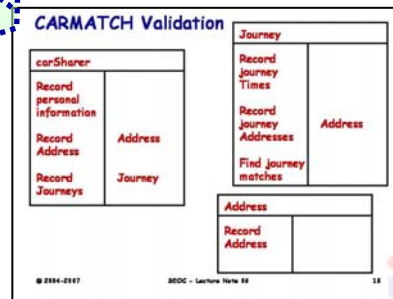 CARMATCH Validation
carSharer
Record
personal
information
Record
Address
Address
Record
Journeys
Journey
Journey
Record
journey
Times
Record
journey
Addresses
Address
Find journey
matches
Address
Record
Address
© 2004-2007
SEOC - Lecture Note 06
18